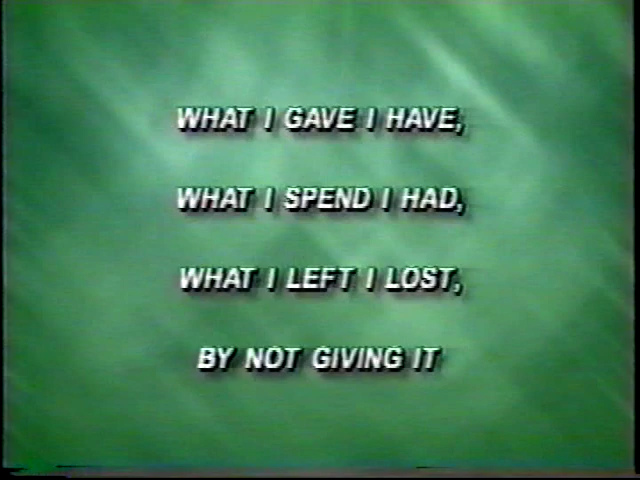 WHAT I GAVE I HAVE,
WHAT I SPEND I HAD,
WHAT I LEFT I LOST,
BY NOT GIVING IT